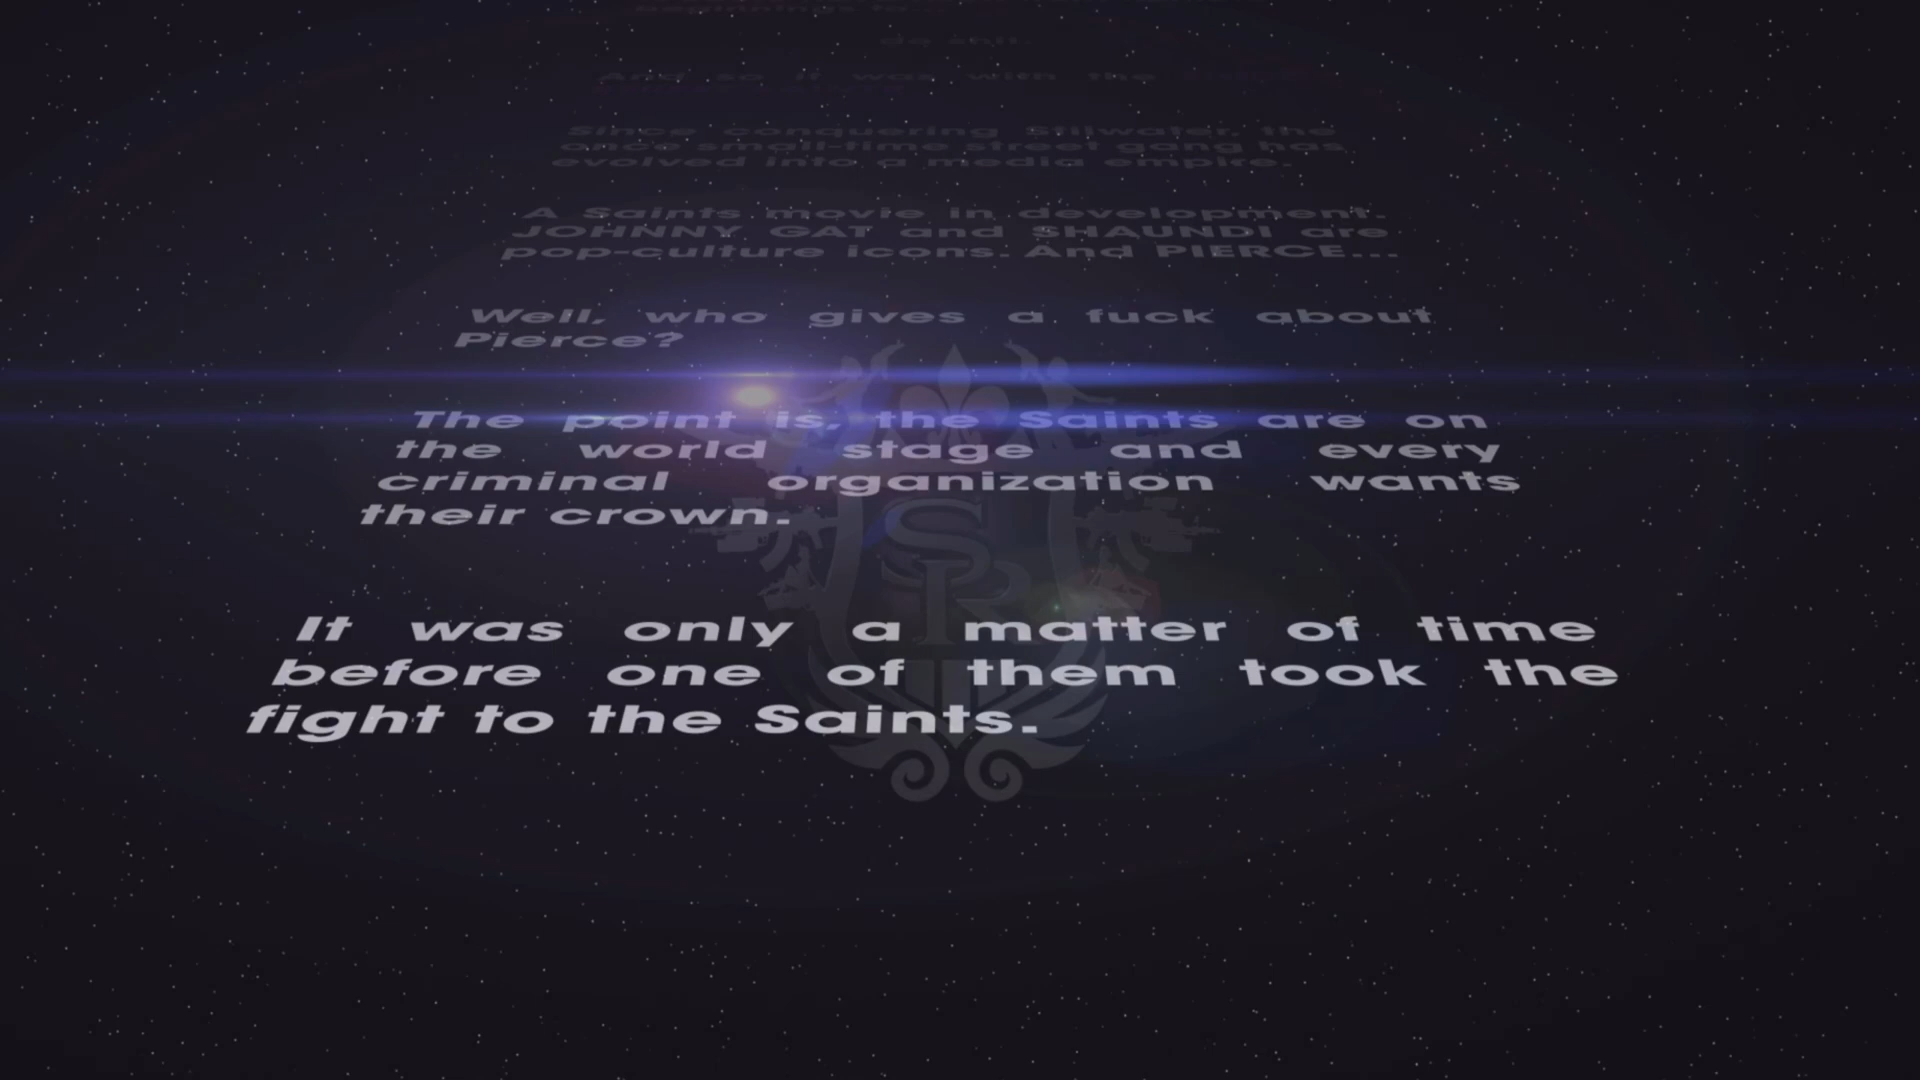 do shit.
And so it was with the
Since conquering Stilwater, the
once small-time street gang has
evolved into a media empire.
A Saints movie in development.
JOHNNY GAT and SHAUNDI are
pop-culture icons. And PIERCE...
Well, who gives a fuck about
Pierce?
The point is, the Saints are on
the world stage and every
criminal organization wants
their crown.
SR
It was only a matter of time
before one of them took the
fight to the Saints.